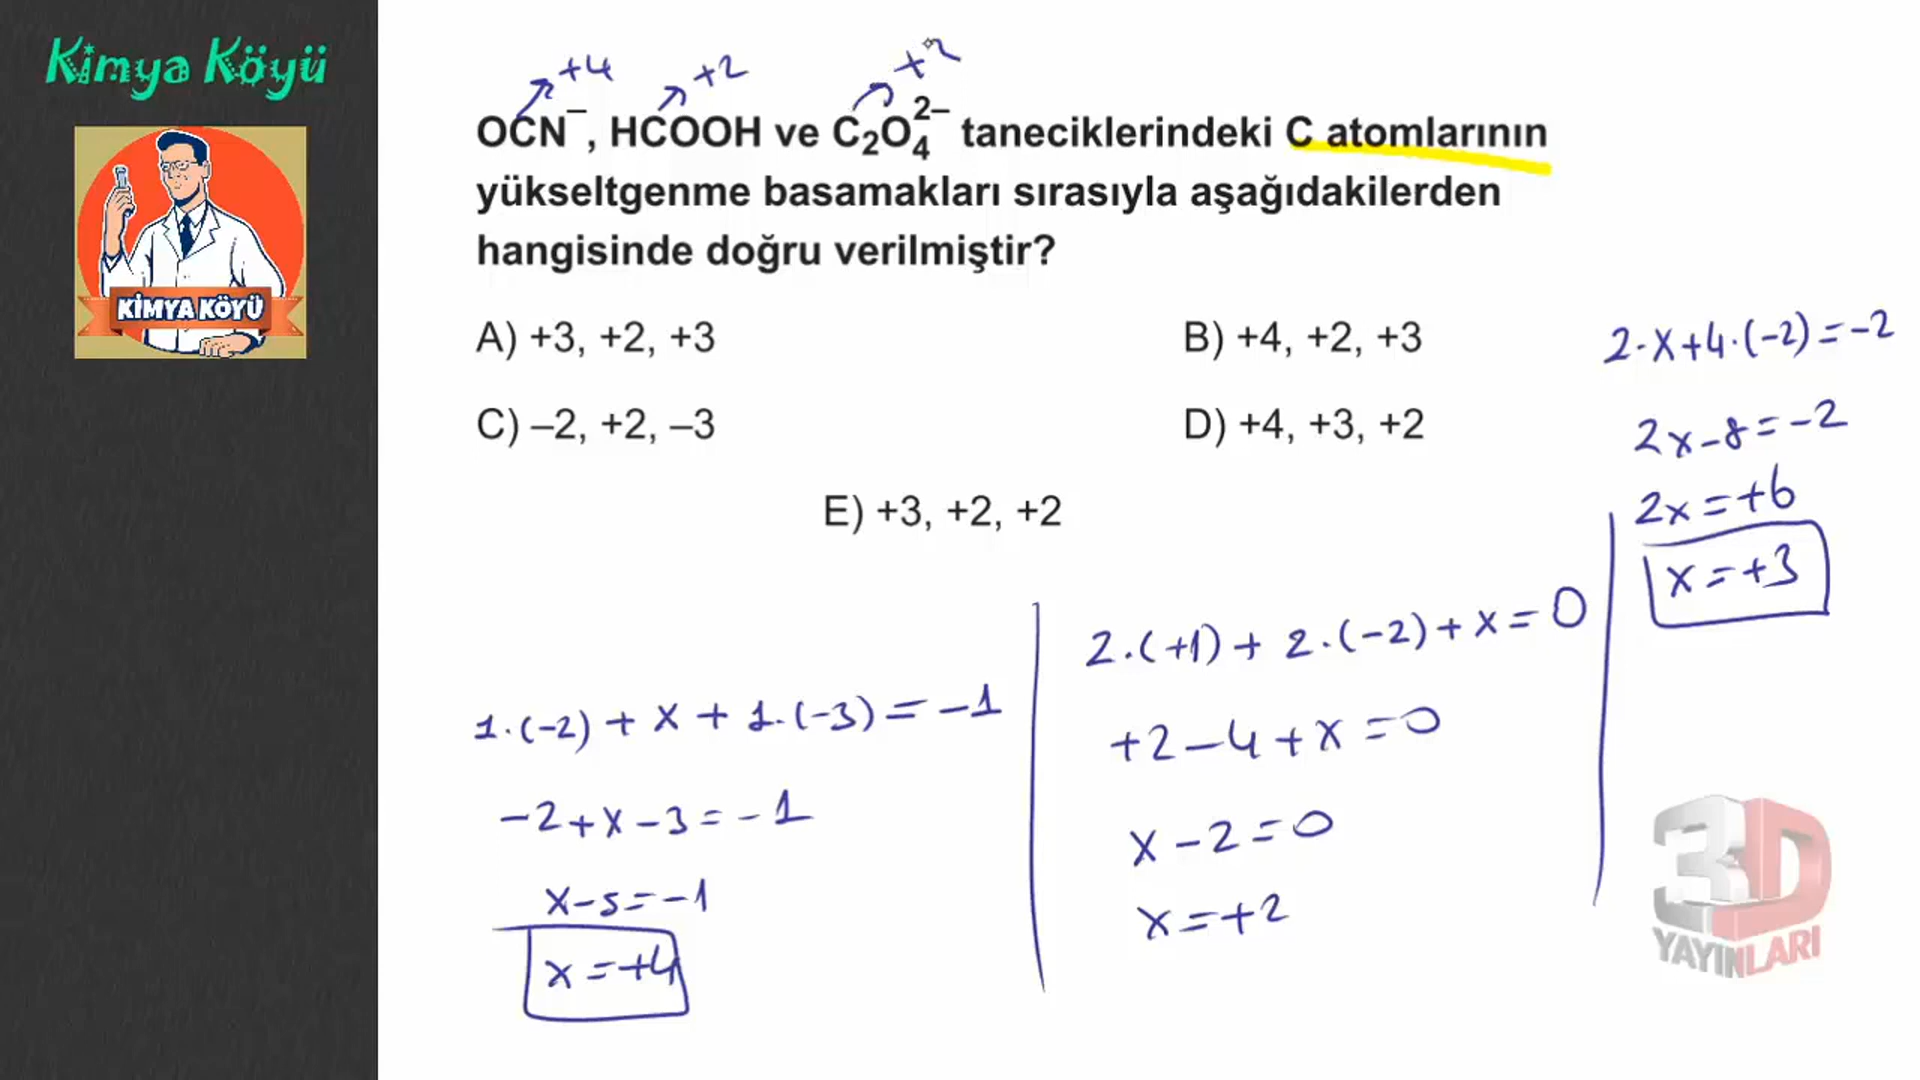 Kimya Köyü
KİMYA KÖYÜ
+4 +2 +2
OCN⁻, HCOOH ve C₂O₄²⁻ taneciklerindeki C atomlarının
yükseltgenme basamakları sırasıyla aşağıdakilerden
hangisinde doğru verilmiştir?
A) +3, +2, +3
B) +4, +2, +3
C) –2, +2, –3
D) +4, +3, +2
E) +3, +2, +2
1·(-2) + x + 1·(-3) = -1
-2+x-3=-1
x-5=-1
x=+4
2·(+1) + 2·(-2) + x = 0
+2-4+x=0
x-2=0
x=+2
2·x+4·(-2)=-2
2x-8=-2
2x=+6
x=+3
3D
YAYINLARI